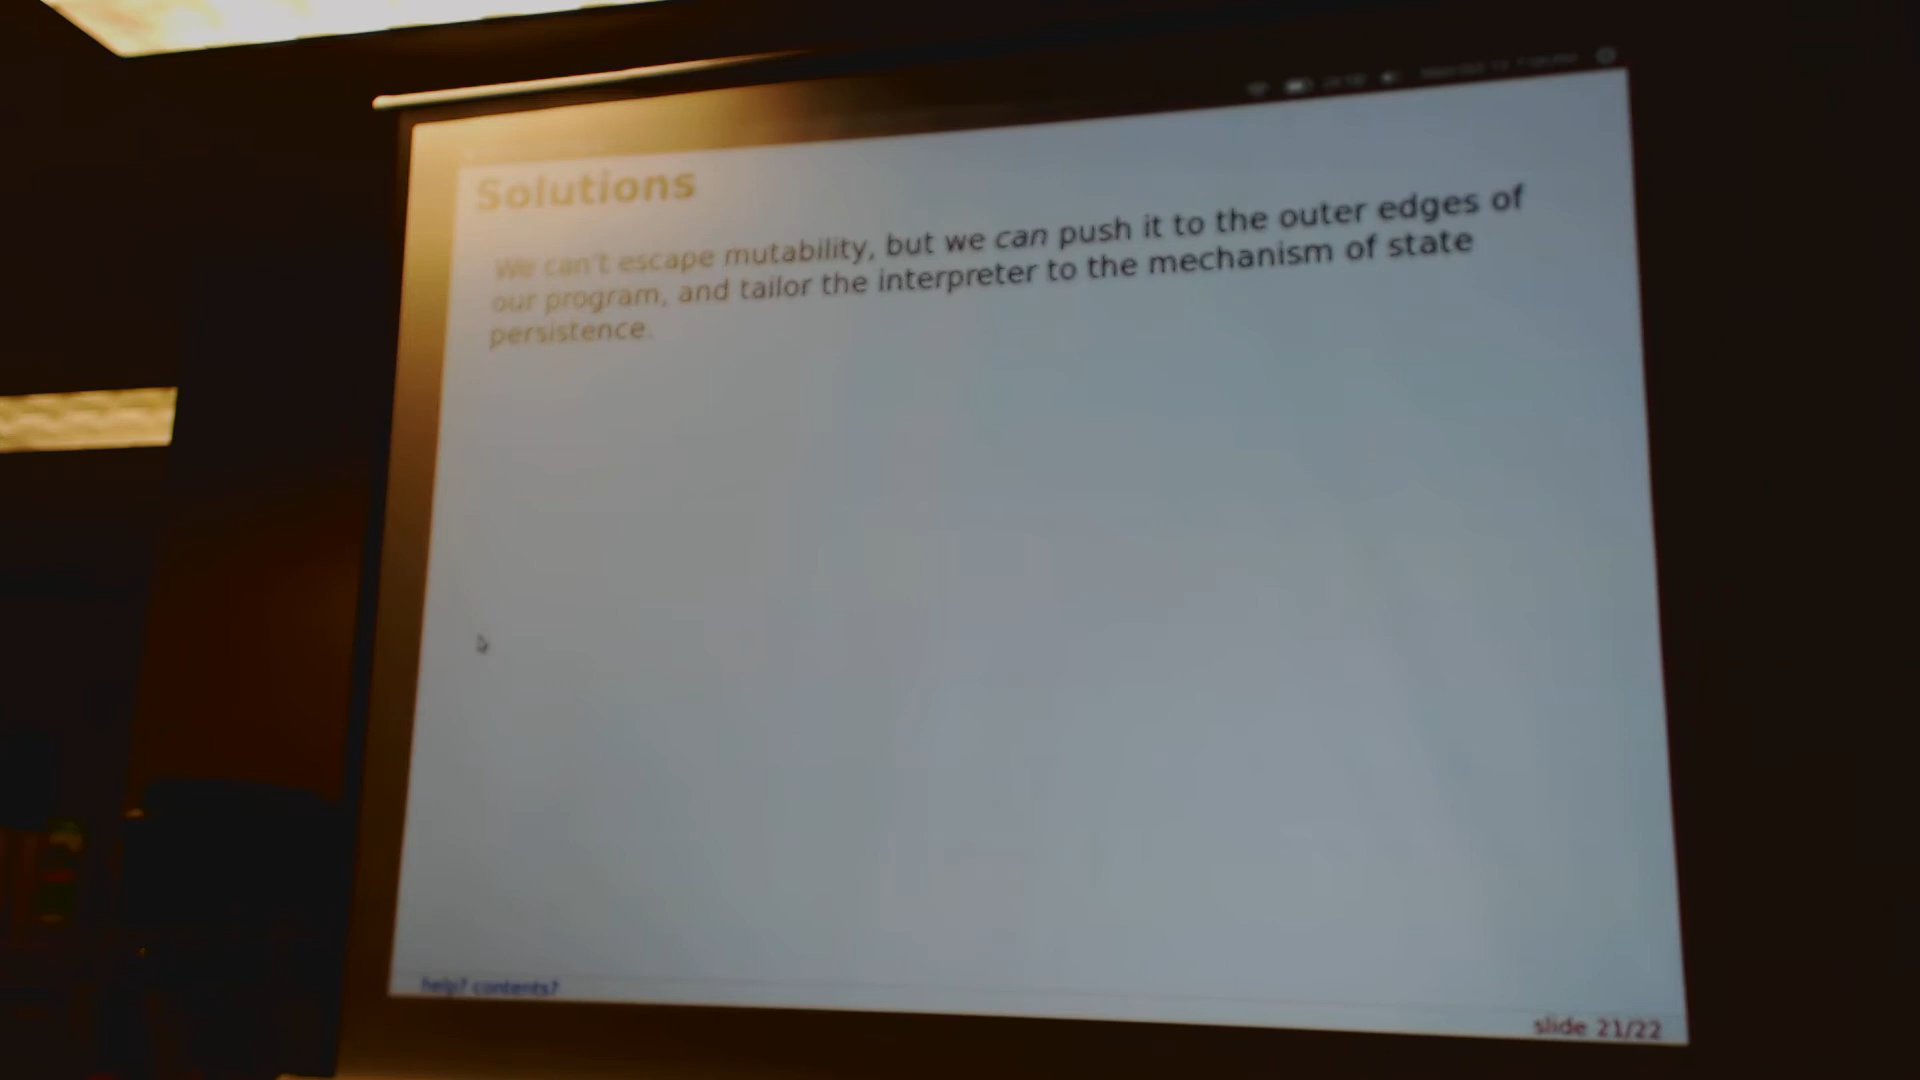 Solutions
We can't escape mutability, but we can push it to the outer edges of
our program, and tailor the interpreter to the mechanism of state
persistence.
help? contents?
slide 21/22